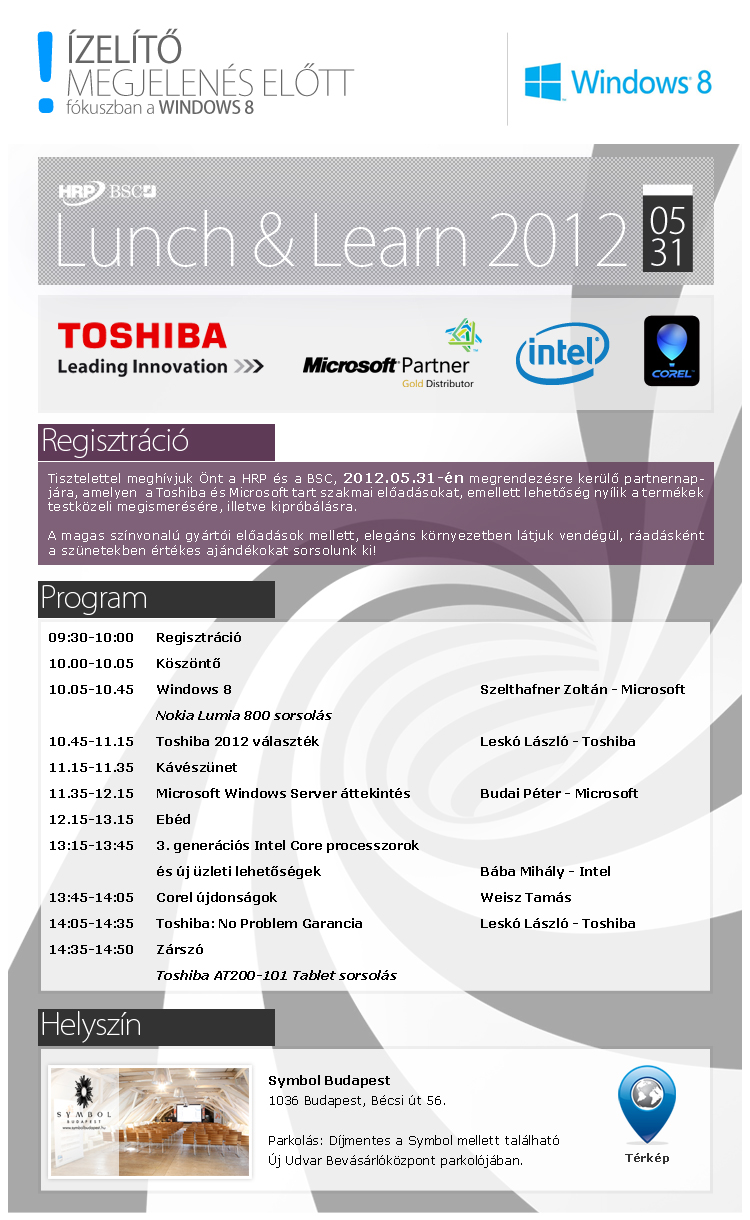 !
ÍZELÍTŐ
MEGJELENÉS ELŐTT
fókuszban a WINDOWS 8
Windows 8
HRP BSC
Lunch & Learn 2012
05
31
TOSHIBA
Leading Innovation >>>
Microsoft Partner
Gold Distributor
intel
COREL
Regisztráció
Tisztelettel meghívjuk Önt a HRP és a BSC, 2012.05.31-én megrendezésre kerülő partnernap-
jára, amelyen a Toshiba és Microsoft tart szakmai előadásokat, emellett lehetőség nyílik a termékek
testközeli megismerésére, illetve kipróbálásra.
A magas színvonalú gyártói előadások mellett, elegáns környezetben látjuk vendégül, ráadásként
a szünetekben értékes ajándékokat sorsolunk ki!
Program
09:30-10:00 Regisztráció
10.00-10.05 Köszöntő
10.05-10.45 Windows 8 Szelthafner Zoltán - Microsoft
Nokia Lumia 800 sorsolás
10.45-11.15 Toshiba 2012 választék Leskó László - Toshiba
11.15-11.35 Kávészünet
11.35-12.15 Microsoft Windows Server áttekintés Budai Péter - Microsoft
12.15-13.15 Ebéd
13:15-13:45 3. generációs Intel Core processzorok
és új üzleti lehetőségek Bába Mihály - Intel
13:45-14:05 Corel újdonságok Weisz Tamás
14:05-14:35 Toshiba: No Problem Garancia Leskó László - Toshiba
14:35-14:50 Zárszó
Toshiba AT200-101 Tablet sorsolás
Helyszín
SYMBOL
BUDAPEST
www.symbolbudapest.hu
Symbol Budapest
1036 Budapest, Bécsi út 56.
Parkolás: Díjmentes a Symbol mellett található
Új Udvar Bevásárlóközpont parkolójában.
Térkép